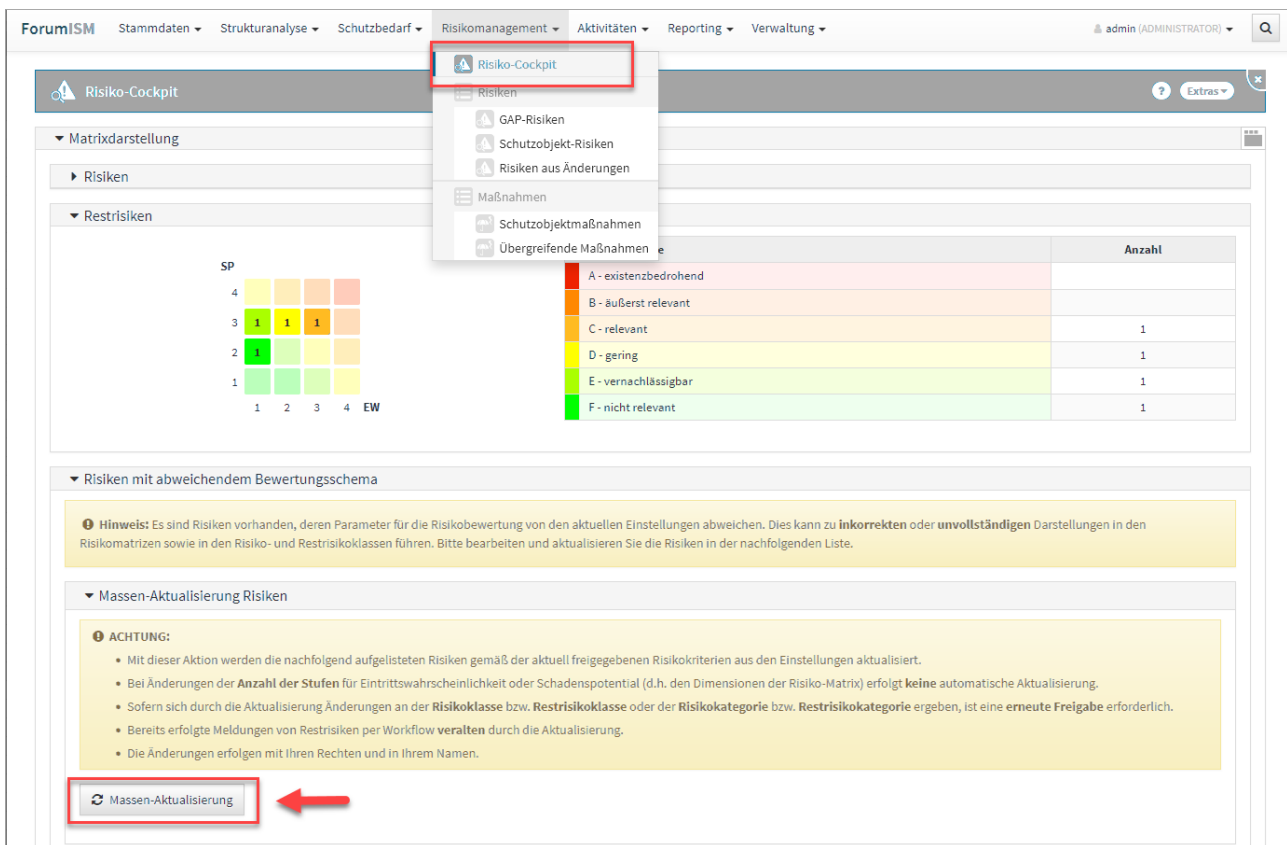 ForumISM Stammdaten Strukturanalyse Schutzbedarf Risikomanagement Aktivitäten Reporting Verwaltung admin (ADMINISTRATOR)
Risiko-Cockpit
Risiken
GAP-Risiken
Schutzobjekt-Risiken
Risiken aus Änderungen
Maßnahmen
Schutzobjektmaßnahmen
Übergreifende Maßnahmen
Risiko-Cockpit ? Extras
Matrixdarstellung
Risiken
Restrisiken
SP
4
3 1 1 1
2 1
1
1 2 3 4 EW
e Anzahl
A - existenzbedrohend
B - äußerst relevant
C - relevant 1
D - gering 1
E - vernachlässigbar 1
F - nicht relevant 1
Risiken mit abweichendem Bewertungsschema
Hinweis: Es sind Risiken vorhanden, deren Parameter für die Risikobewertung von den aktuellen Einstellungen abweichen. Dies kann zu inkorrekten oder unvollständigen Darstellungen in den
Risikomatrizen sowie in den Risiko- und Restrisikoklassen führen. Bitte bearbeiten und aktualisieren Sie die Risiken in der nachfolgenden Liste.
Massen-Aktualisierung Risiken
ACHTUNG:
• Mit dieser Aktion werden die nachfolgend aufgelisteten Risiken gemäß der aktuell freigegebenen Risikokriterien aus den Einstellungen aktualisiert.
• Bei Änderungen der Anzahl der Stufen für Eintrittswahrscheinlichkeit oder Schadenspotential (d.h. den Dimensionen der Risiko-Matrix) erfolgt keine automatische Aktualisierung.
• Sofern sich durch die Aktualisierung Änderungen an der Risikoklasse bzw. Restrisikoklasse oder der Risikokategorie bzw. Restrisikokategorie ergeben, ist eine erneute Freigabe erforderlich.
• Bereits erfolgte Meldungen von Restrisiken per Workflow veralten durch die Aktualisierung.
• Die Änderungen erfolgen mit Ihren Rechten und in Ihrem Namen.
Massen-Aktualisierung